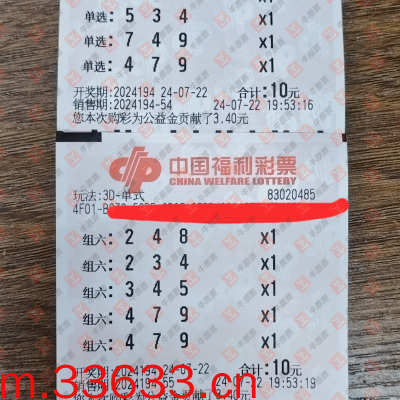 单选: 5 3 4 x1
单选: 7 4 9 x1
单选: 4 7 9 x1
开奖期:2024194 24-07-22 合计:10元
销售期:2024194-54 24-07-22 19:53:16
您本次购彩为公益金贡献了3.40元
中国福利彩票
CHINA WELFARE LOTTERY
玩法:3D-单式 83020485
组六: 2 4 8 x1
组六: 2 3 4 x1
组六: 3 4 5 x1
组六: 4 7 9 x1
组六: 4 7 9 x1
开奖期:2024194 24-07-22 合计:10元
24-07-22 19:53:19